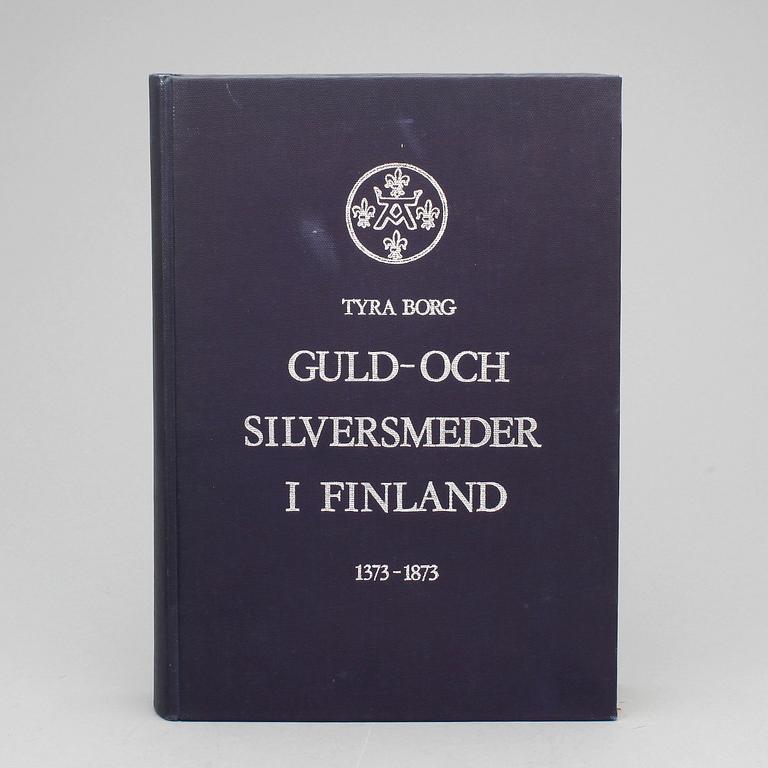 A
TYRA BORG
GULD-OCH
SILVERSMEDER
I FINLAND
1373-1873